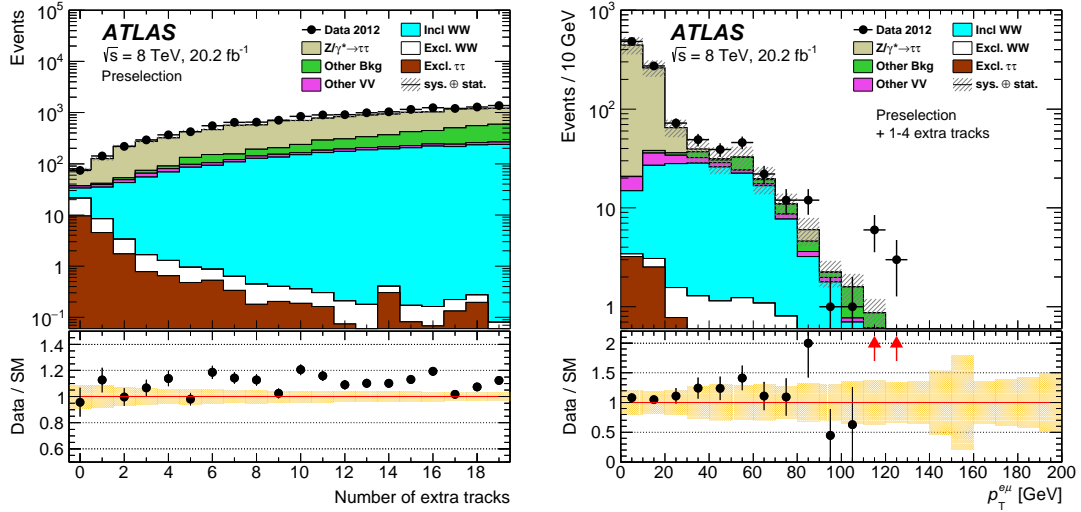 Events
10⁵
10⁴
10³
10²
10
1
10⁻¹
ATLAS
√s = 8 TeV, 20.2 fb⁻¹
Preselection
Data 2012
Z/γ*→ττ
Other Bkg
Other VV
Incl WW
Excl. WW
Excl. ττ
sys. ⊕ stat.
Data / SM
1.4
1.2
1.0
0.8
0.6
0 2 4 6 8 10 12 14 16 18
Number of extra tracks
Events / 10 GeV
10³
10²
10
1
ATLAS
√s = 8 TeV, 20.2 fb⁻¹
Data 2012
Z/γ*→ττ
Other Bkg
Other VV
Incl WW
Excl. WW
Excl. ττ
sys. ⊕ stat.
Preselection
+ 1-4 extra tracks
Data / SM
2
1.5
1
0.5
0
0 20 40 60 80 100 120 140 160 180 200
p_T^{eμ} [GeV]